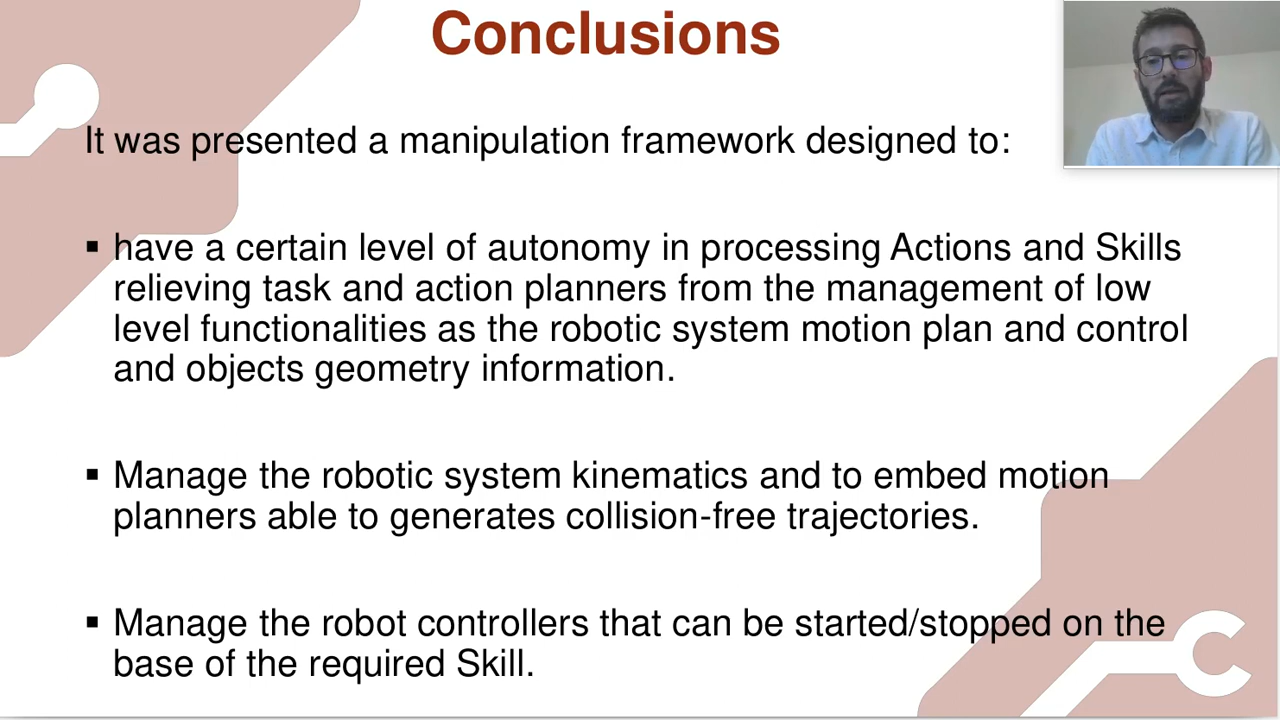 Conclusions
It was presented a manipulation framework designed to:
▪ have a certain level of autonomy in processing Actions and Skills
relieving task and action planners from the management of low
level functionalities as the robotic system motion plan and control
and objects geometry information.
▪ Manage the robotic system kinematics and to embed motion
planners able to generates collision-free trajectories.
▪ Manage the robot controllers that can be started/stopped on the
base of the required Skill.